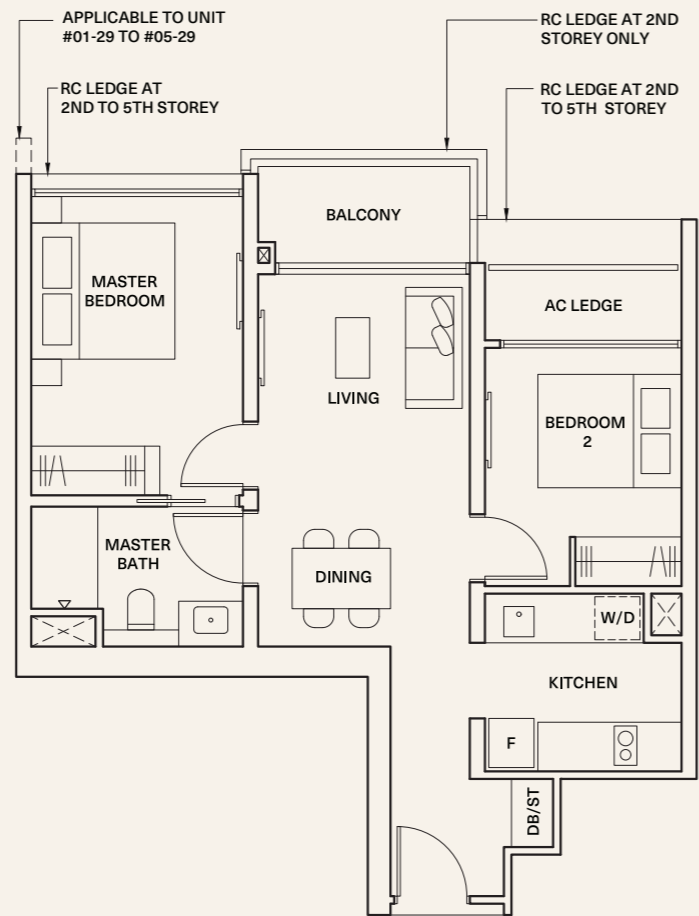 APPLICABLE TO UNIT
#01-29 TO #05-29
RC LEDGE AT 2ND
STOREY ONLY
RC LEDGE AT
2ND TO 5TH STOREY
RC LEDGE AT 2ND
TO 5TH STOREY
BALCONY
MASTER
BEDROOM
AC LEDGE
LIVING
BEDROOM
2
MASTER
BATH
DINING
W/D
KITCHEN
F
DB/ST